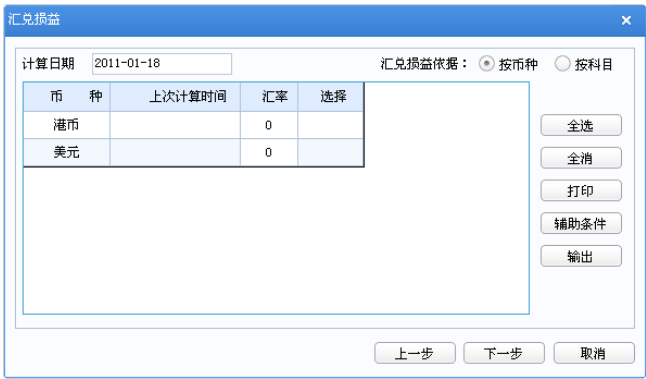 汇兑损益
计算日期 2011-01-18 汇兑损益依据： 按币种 按科目
币 种 上次计算时间 汇率 选择
港币 0
美元 0
全选
全消
打印
辅助条件
输出
上一步 下一步 取消